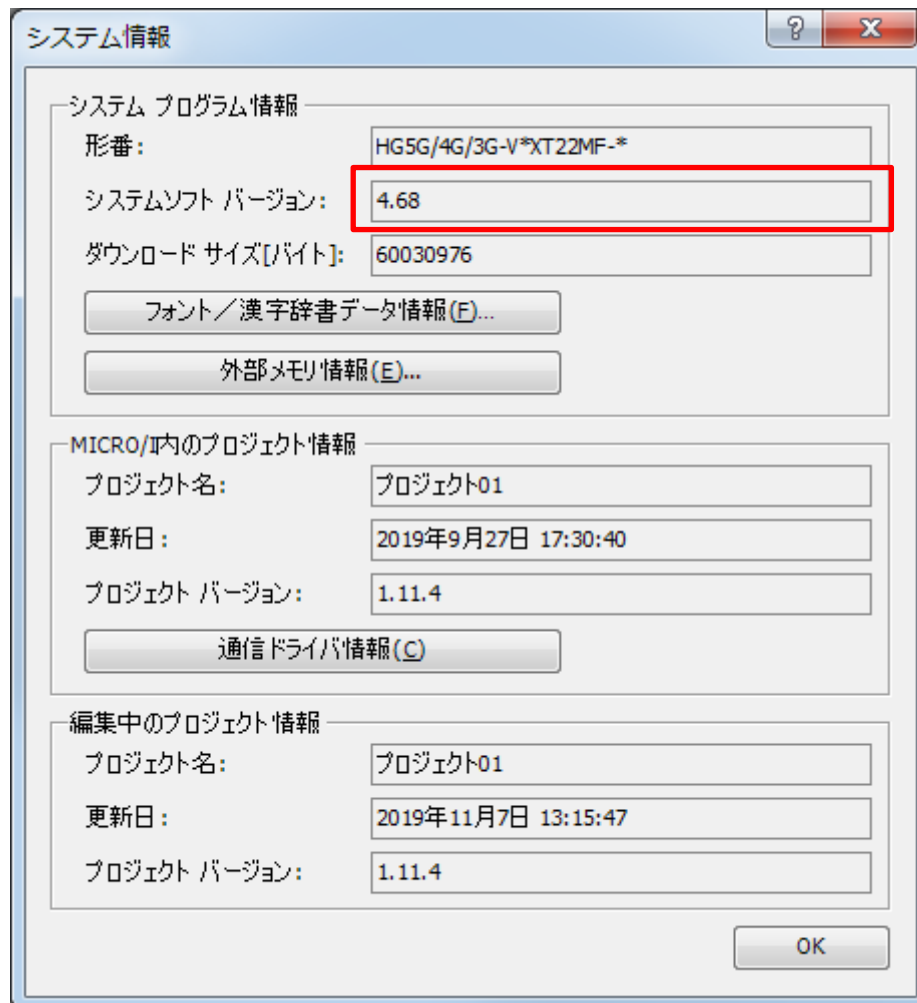 システム情報
システム プログラム情報
形番: HG5G/4G/3G-V*XT22MF-*
システムソフト バージョン: 4.68
ダウンロード サイズ[バイト]: 60030976
フォント／漢字辞書データ情報(F)...
外部メモリ情報(E)...
MICRO/I内のプロジェクト情報
プロジェクト名: プロジェクト01
更新日: 2019年9月27日 17:30:40
プロジェクト バージョン: 1.11.4
通信ドライバ情報(C)
編集中のプロジェクト情報
プロジェクト名: プロジェクト01
更新日: 2019年11月7日 13:15:47
プロジェクト バージョン: 1.11.4
OK